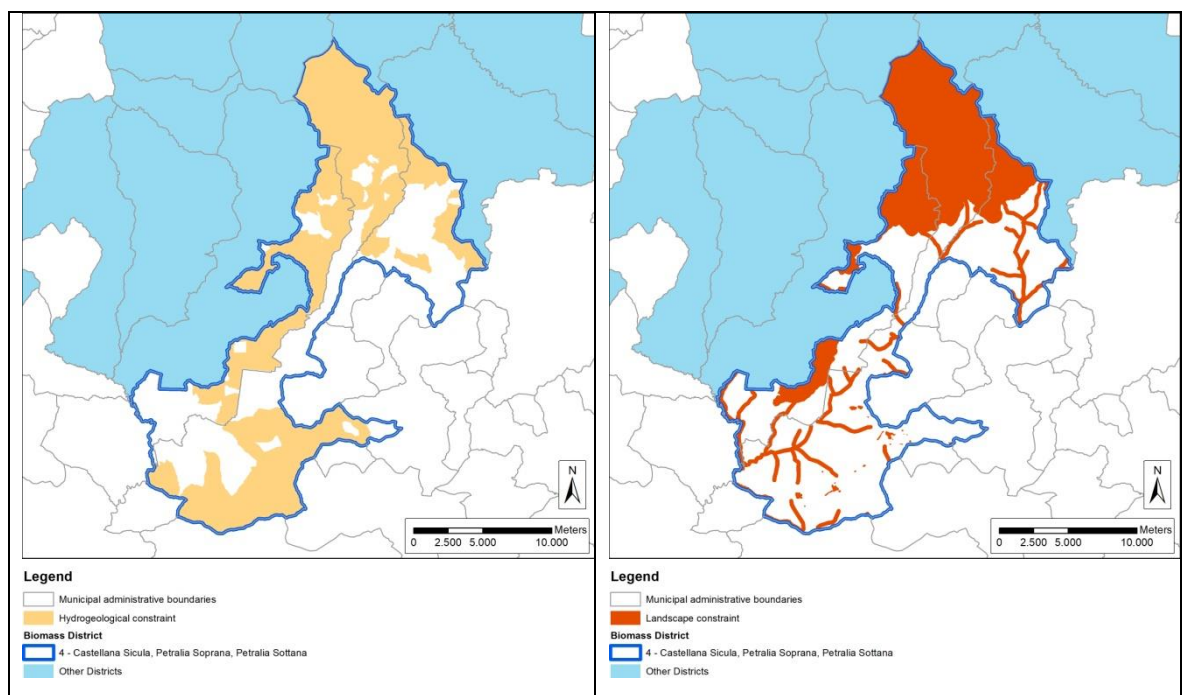 N
Meters
0 2.500 5.000 10.000
Legend
Municipal administrative boundaries
Hydrogeological constraint
Biomass District
4 - Castellana Sicula, Petralia Soprana, Petralia Sottana
Other Districts
N
Meters
0 2.500 5.000 10.000
Legend
Municipal administrative boundaries
Landscape constraint
Biomass District
4 - Castellana Sicula, Petralia Soprana, Petralia Sottana
Other Districts